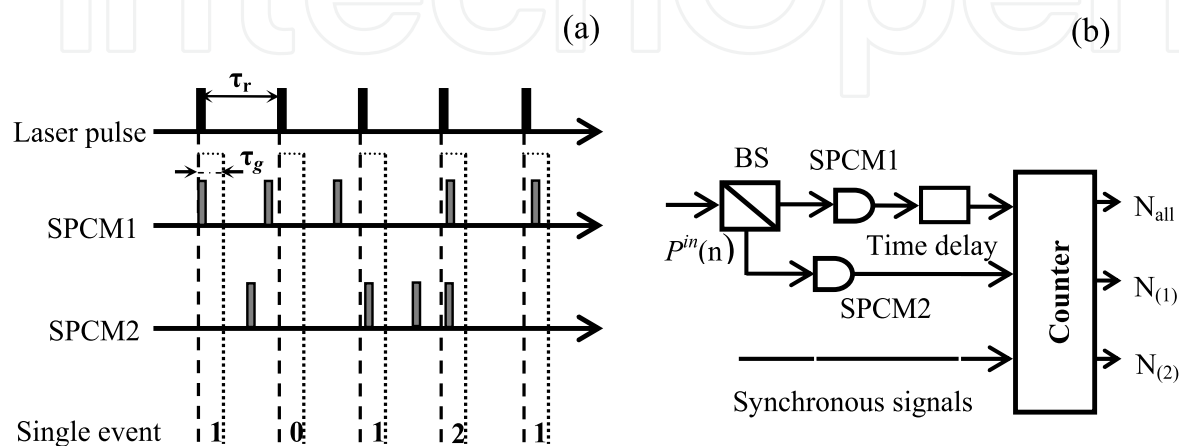 IntechOpen
(a)
τr
Laser pulse
τg
SPCM1
SPCM2
Single event 1 0 1 2 1
(b)
BS
SPCM1
Nall
Pin(n)
Time delay
N(1)
SPCM2
Counter
N(2)
Synchronous signals